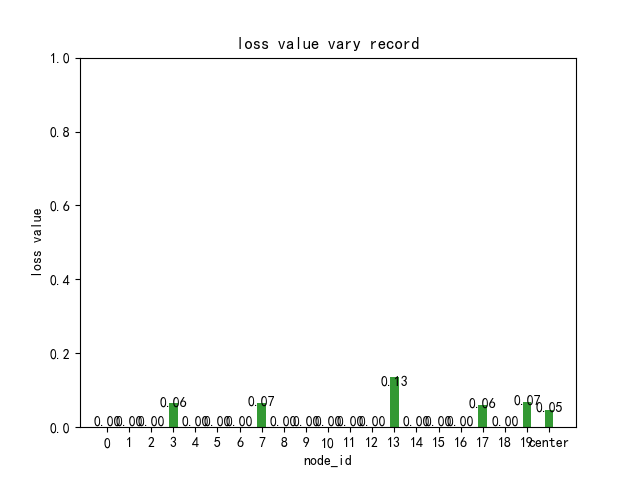 loss value vary record
1.0
0.8
0.6
0.4
0.2
0.0
loss value
0.00 0.00 0.00 0.06 0.00 0.00 0.00 0.07 0.00 0.00 0.00 0.00 0.00 0.13 0.00 0.00 0.00 0.06 0.00 0.07 0.05
0 1 2 3 4 5 6 7 8 9 10 11 12 13 14 15 16 17 18 19 center
node_id